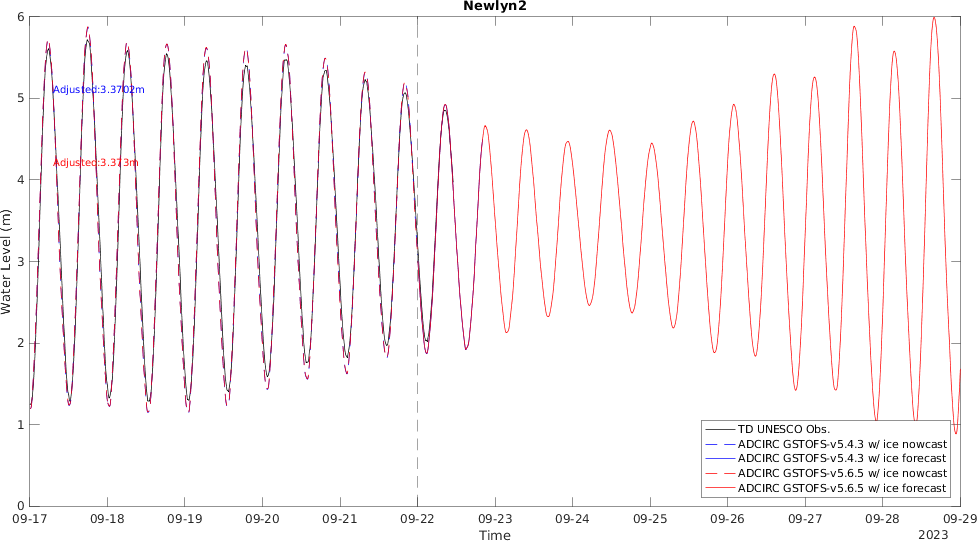 Newlyn2
6
5
4
3
2
1
0
Water Level (m)
Adjusted:3.3702m
Adjusted:3.373m
TD UNESCO Obs.
ADCIRC GSTOFS-v5.4.3 w/ ice nowcast
ADCIRC GSTOFS-v5.4.3 w/ ice forecast
ADCIRC GSTOFS-v5.6.5 w/ ice nowcast
ADCIRC GSTOFS-v5.6.5 w/ ice forecast
09-17 09-18 09-19 09-20 09-21 09-22 09-23 09-24 09-25 09-26 09-27 09-28 09-29
Time
2023